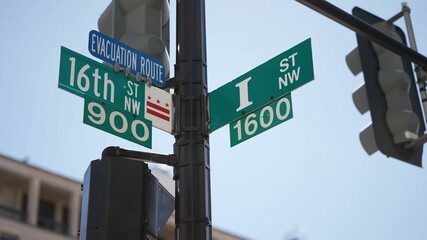 EVACUATION ROUTE
16th ST NW
900
I ST NW
1600